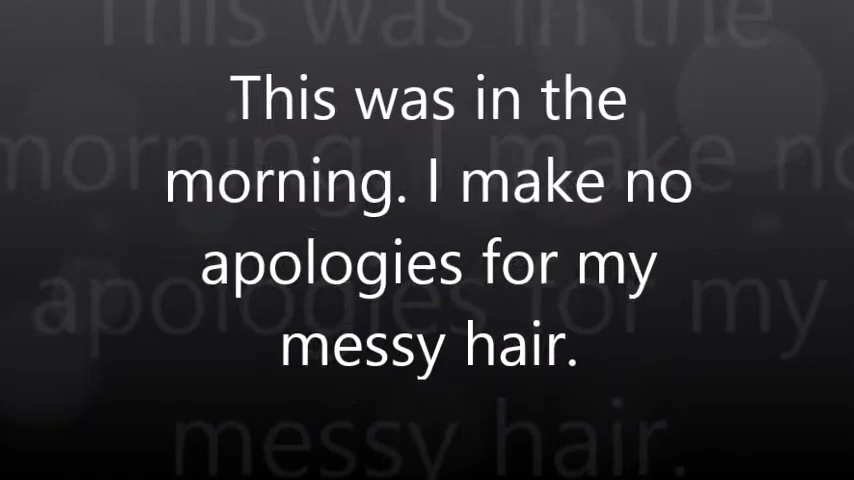 This was in the
morning. I make no
apologies for my
messy hair.